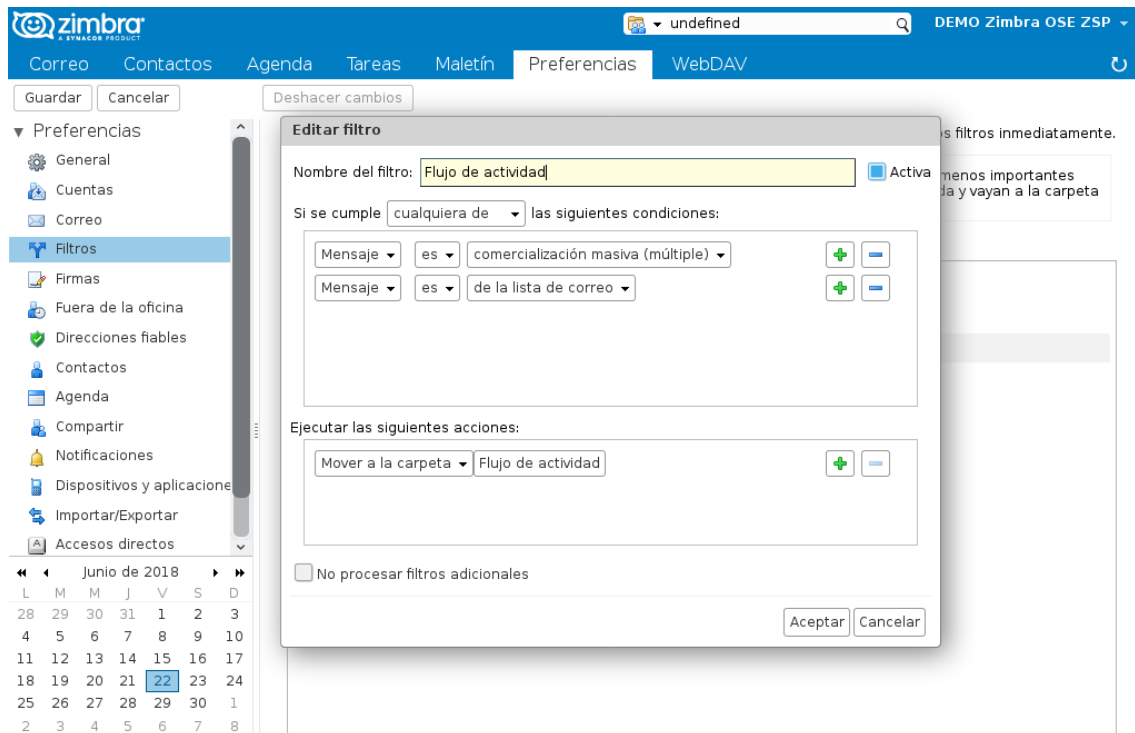 zimbra
A SYNACOR PRODUCT
undefined
DEMO Zimbra OSE ZSP
Correo Contactos Agenda Tareas Maletín Preferencias WebDAV
Guardar Cancelar Deshacer cambios
Preferencias
General
Cuentas
Correo
Filtros
Firmas
Fuera de la oficina
Direcciones fiables
Contactos
Agenda
Compartir
Notificaciones
Dispositivos y aplicacione
Importar/Exportar
A Accesos directos
Junio de 2018
L M M J V S D
28 29 30 31 1 2 3
4 5 6 7 8 9 10
11 12 13 14 15 16 17
18 19 20 21 22 23 24
25 26 27 28 29 30 1
2 3 4 5 6 7 8
s filtros inmediatamente.
menos importantes
da y vayan a la carpeta
Editar filtro
Nombre del filtro: Flujo de actividad Activa
Si se cumple cualquiera de las siguientes condiciones:
Mensaje es comercialización masiva (múltiple)
Mensaje es de la lista de correo
Ejecutar las siguientes acciones:
Mover a la carpeta Flujo de actividad
No procesar filtros adicionales
Aceptar Cancelar